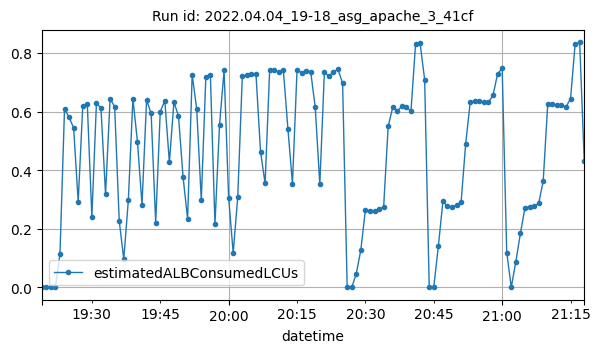 Run id: 2022.04.04_19-18_asg_apache_3_41cf
0.8
0.6
0.4
0.2
0.0
estimatedALBConsumedLCUs
19:30 19:45 20:00 20:15 20:30 20:45 21:00 21:15
datetime